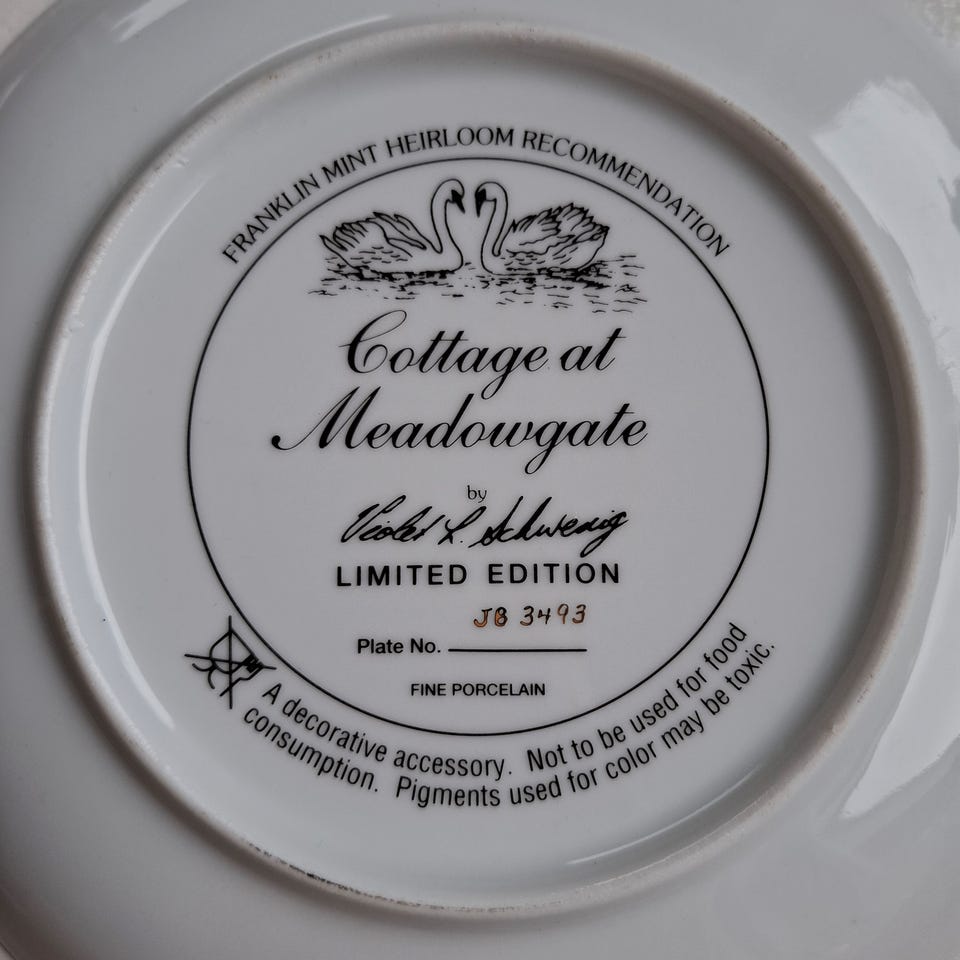 FRANKLIN MINT HEIRLOOM RECOMMENDATION
Cottage at
Meadowgate
by
Violet L. Schwenig
LIMITED EDITION
JB 3493
Plate No.
FINE PORCELAIN
A decorative accessory. Not to be used for food
consumption. Pigments used for color may be toxic.